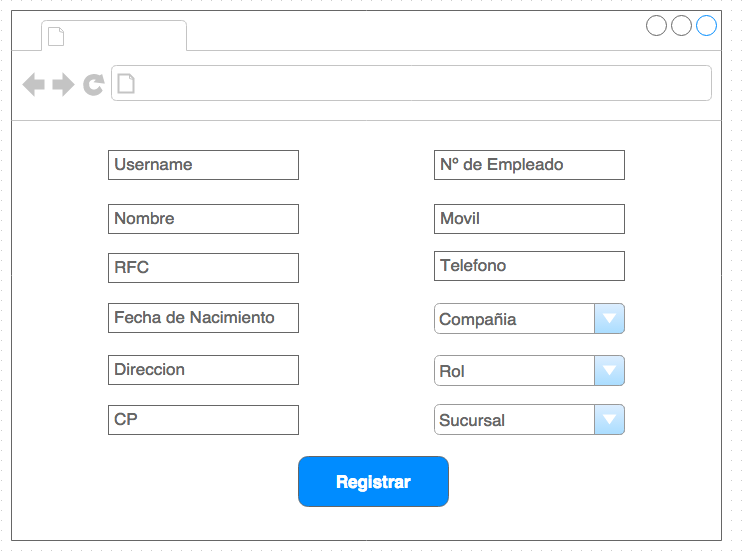 Username
Nº de Empleado
Nombre
Movil
RFC
Telefono
Fecha de Nacimiento
Compañia
Direccion
Rol
CP
Sucursal
Registrar